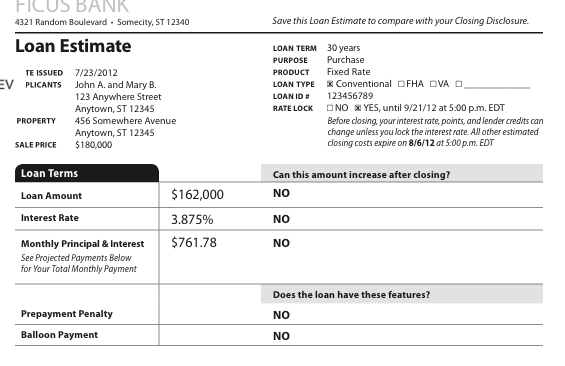 FICUS BANK
4321 Random Boulevard • Somecity, ST 12340
Save this Loan Estimate to compare with your Closing Disclosure.
Loan Estimate
TE ISSUED 7/23/2012
EV
PLICANTS John A. and Mary B.
123 Anywhere Street
Anytown, ST 12345
PROPERTY 456 Somewhere Avenue
Anytown, ST 12345
SALE PRICE $180,000
LOAN TERM 30 years
PURPOSE Purchase
PRODUCT Fixed Rate
LOAN TYPE ☒ Conventional ☐ FHA ☐ VA ☐ ______________
LOAN ID # 123456789
RATE LOCK ☐ NO ☒ YES, until 9/21/12 at 5:00 p.m. EDT
Before closing, your interest rate, points, and lender credits can
change unless you lock the interest rate. All other estimated
closing costs expire on 8/6/12 at 5:00 p.m. EDT
Loan Terms Can this amount increase after closing?
Loan Amount $162,000 NO
Interest Rate 3.875% NO
Monthly Principal & Interest $761.78 NO
See Projected Payments Below
for Your Total Monthly Payment
Does the loan have these features?
Prepayment Penalty NO
Balloon Payment NO